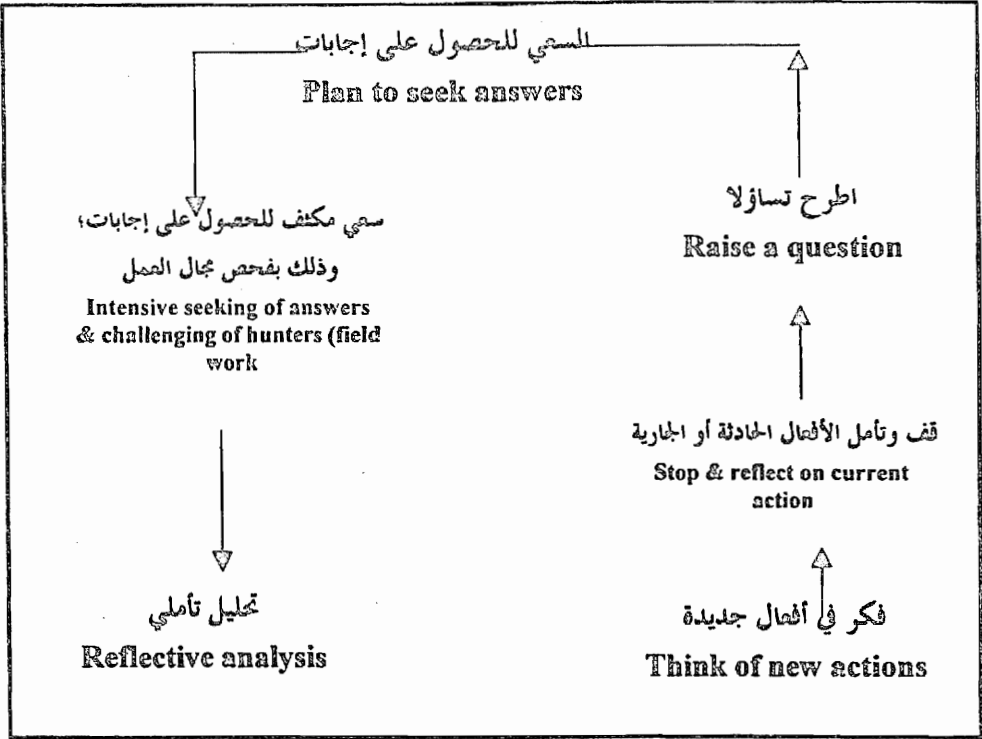 السعي للحصول على إجابات
Plan to seek answers
اطرح تساؤلا
Raise a question
سعي مكثف للحصول على إجابات؛
وذلك بفحص مجال العمل
Intensive seeking of answers
& challenging of hunters (field
work
قف وتأمل الأفعال الحادثة أو الجارية
Stop & reflect on current
action
تحليل تأملي
Reflective analysis
فكر في أفعال جديدة
Think of new actions